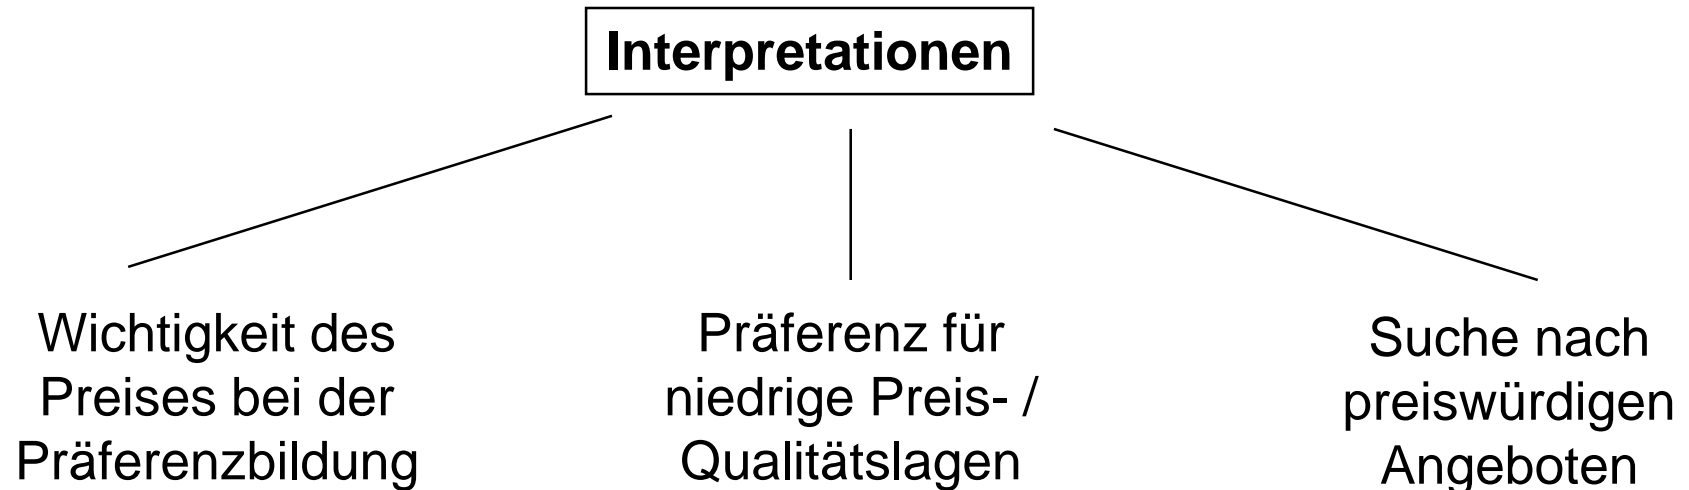 Interpretationen
Wichtigkeit des
Preises bei der
Präferenzbildung
Präferenz für
niedrige Preis- /
Qualitätslagen
Suche nach
preiswürdigen
Angeboten